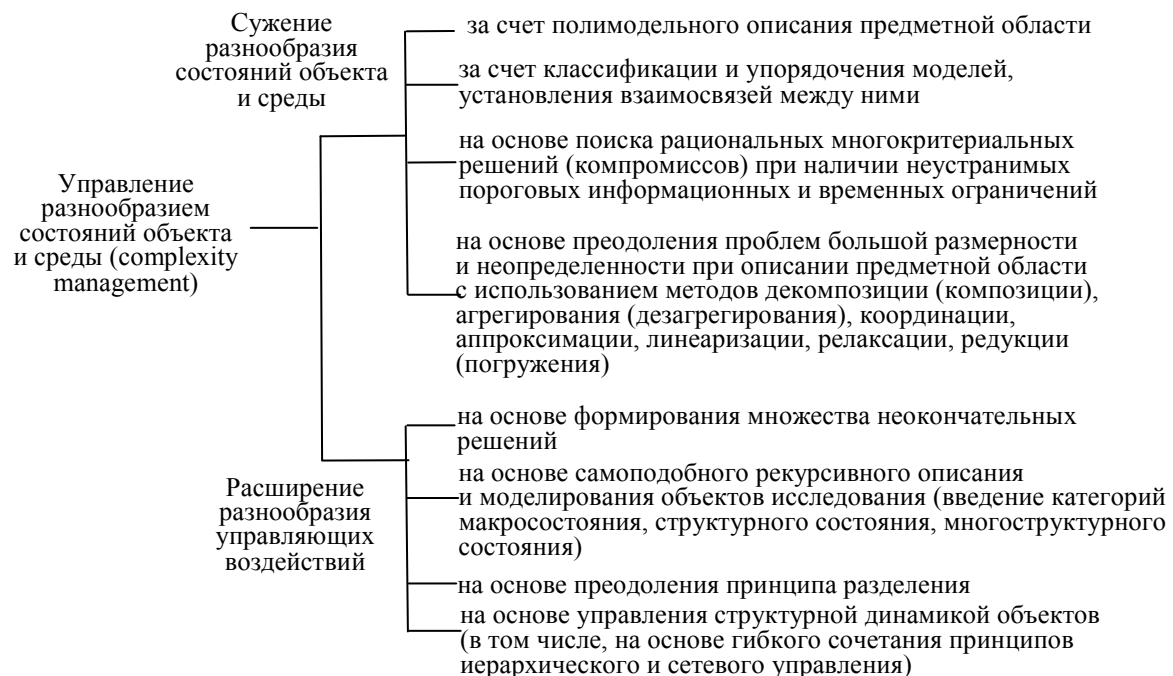 Сужение
разнообразия
состояний объекта
и среды
за счет полимодельного описания предметной области
за счет классификации и упорядочения моделей,
установления взаимосвязей между ними
на основе поиска рациональных многокритериальных
решений (компромиссов) при наличии неустранимых
пороговых информационных и временных ограничений
Управление
разнообразием
состояний объекта
и среды (complexity
management)
на основе преодоления проблем большой размерности
и неопределенности при описании предметной области
с использованием методов декомпозиции (композиции),
агрегирования (дезагрегирования), координации,
аппроксимации, линеаризации, релаксации, редукции
(погружения)
на основе формирования множества неокончательных
решений
Расширение
разнообразия
управляющих
воздействий
на основе самоподобного рекурсивного описания
и моделирования объектов исследования (введение категорий
макросостояния, структурного состояния, многоструктурного
состояния)
на основе преодоления принципа разделения
на основе управления структурной динамикой объектов
(в том числе, на основе гибкого сочетания принципов
иерархического и сетевого управления)